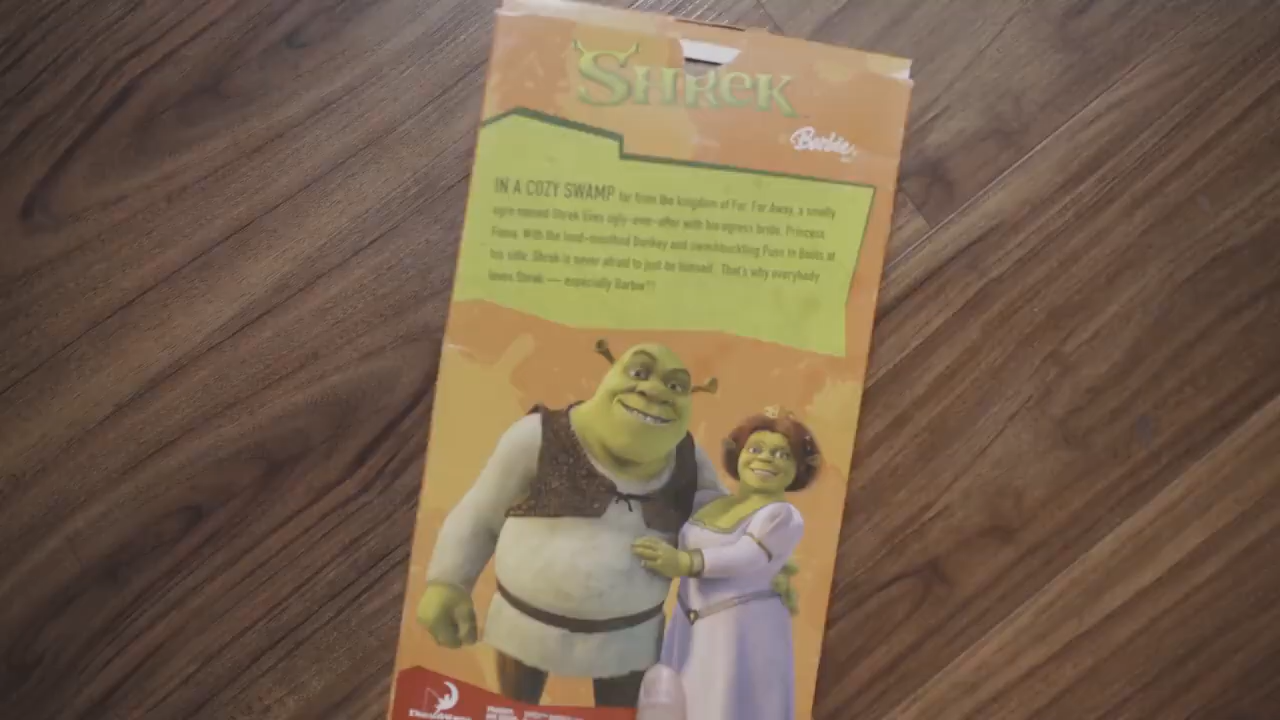 SHREK
Barbie
IN A COZY SWAMP far from the kingdom of Far, Far Away, a smelly
ogre named Shrek lives ugly-ever-after with his ogress bride, Princess
Fiona. With the loud-mouthed Donkey and swashbuckling Puss In Boots at
his side, Shrek is never afraid to just be himself. That's why everybody
loves Shrek — especially Barbie
DREAMWORKS